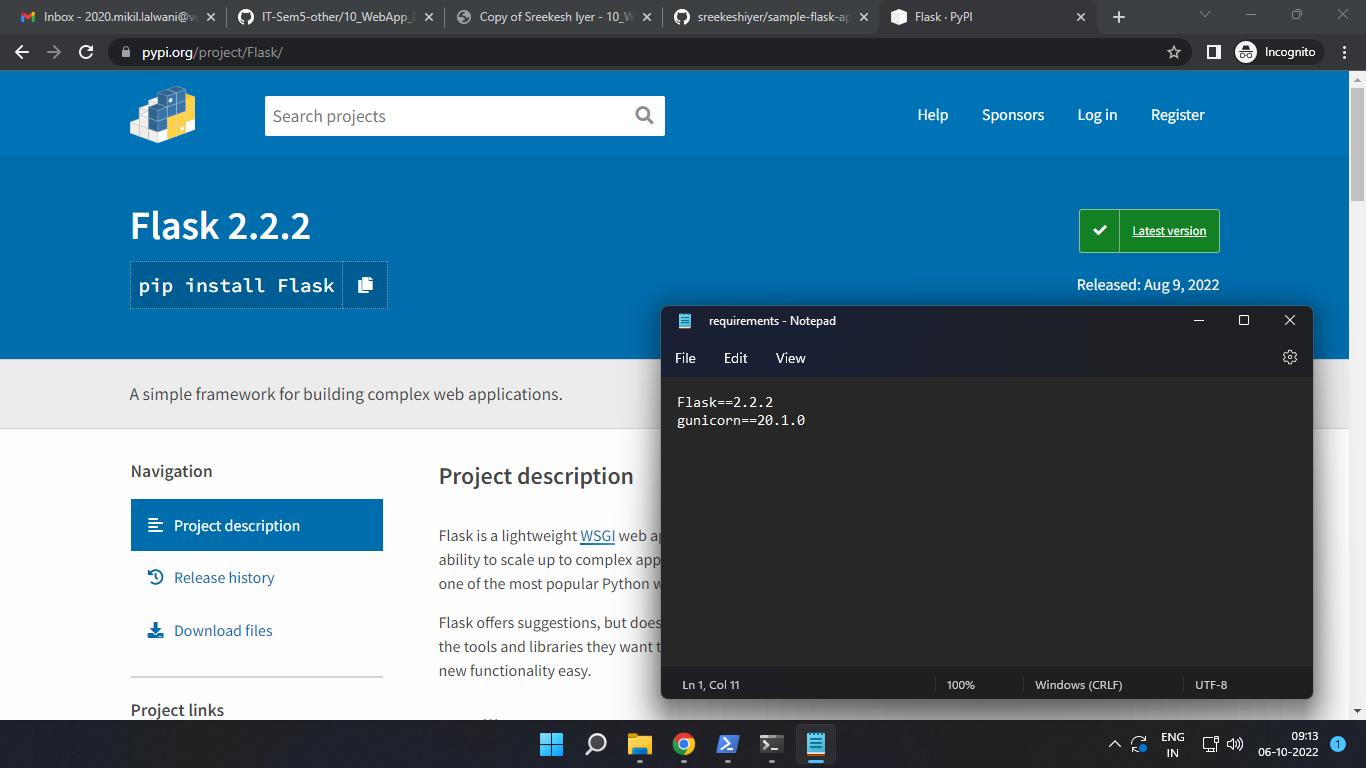 Inbox - 2020.mikil.lalwani@v
IT-Sem5-other/10_WebApp_
Copy of Sreekesh Iyer - 10_W
sreekeshiyer/sample-flask-ap
Flask · PyPI
pypi.org/project/Flask/
Incognito
Search projects
Help
Sponsors
Log in
Register
Flask 2.2.2
Latest version
pip install Flask
Released: Aug 9, 2022
requirements - Notepad
File
Edit
View
Flask==2.2.2
gunicorn==20.1.0
Ln 1, Col 11
100%
Windows (CRLF)
UTF-8
A simple framework for building complex web applications.
Navigation
Project description
Release history
Download files
Project links
Project description
Flask is a lightweight WSGI web ap
ability to scale up to complex app
one of the most popular Python w
Flask offers suggestions, but does
the tools and libraries they want t
new functionality easy.
ENG
IN
09:13
06-10-2022
1